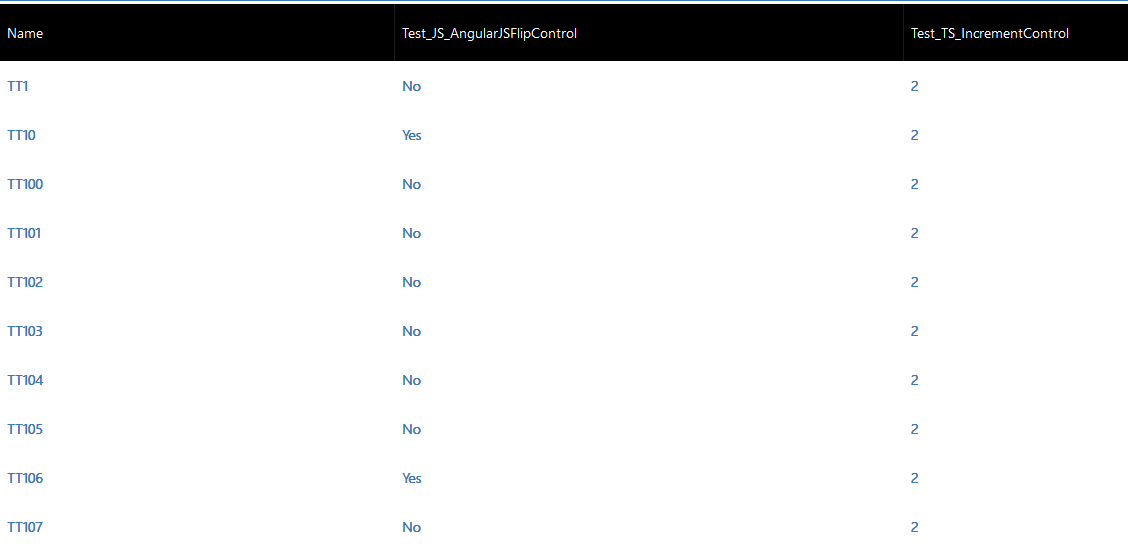 Name Test_JS_AngularJSFlipControl Test_TS_IncrementControl
TT1 No 2
TT10 Yes 2
TT100 No 2
TT101 No 2
TT102 No 2
TT103 No 2
TT104 No 2
TT105 No 2
TT106 Yes 2
TT107 No 2